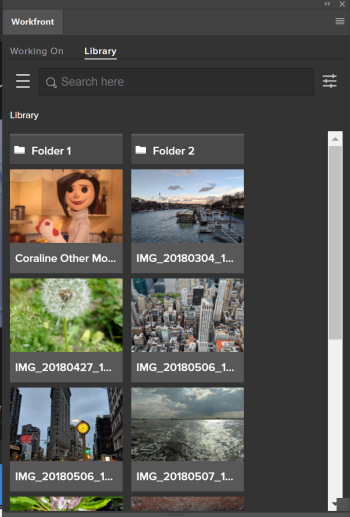 Workfront
Working On Library
Search here
Library
Folder 1 Folder 2
Coraline Other Mo... IMG_20180304_1...
IMG_20180427_1... IMG_20180506_1...
IMG_20180506_1... IMG_20180507_1...